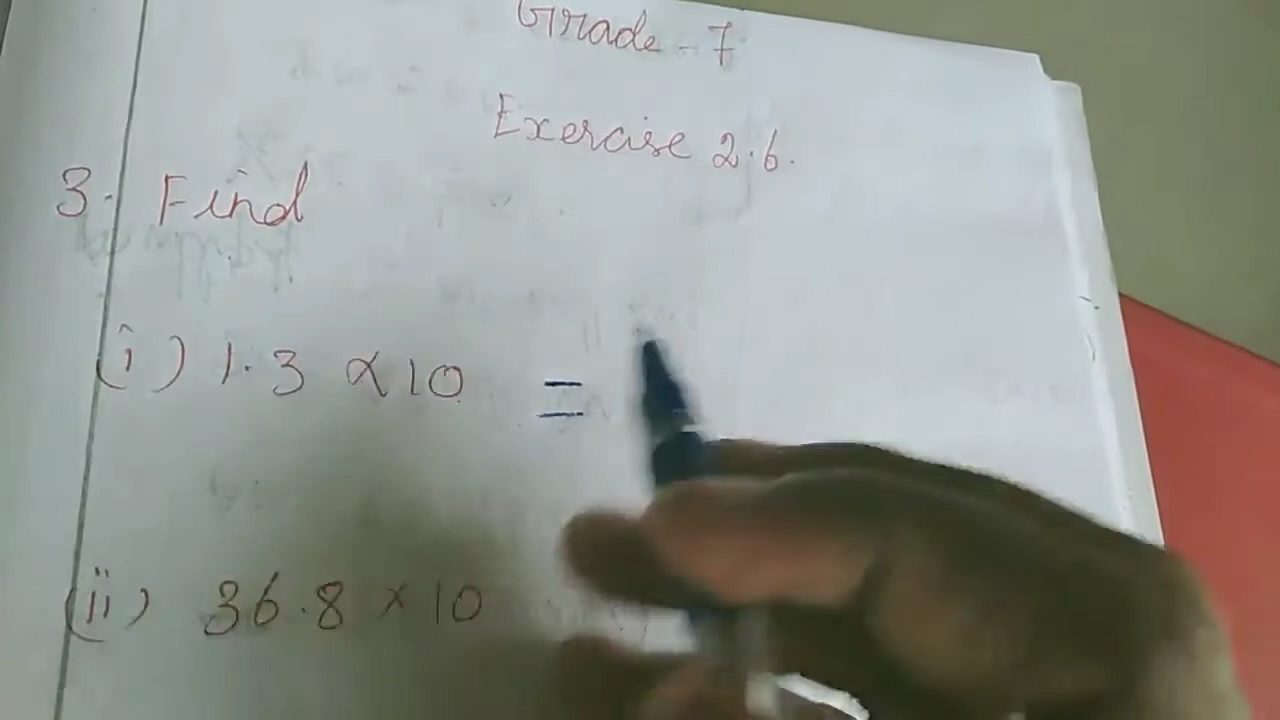 Grade - 7
Exercise 2.6.
3. Find
(i) 1.3 × 10 =
(ii) 36.8 × 10